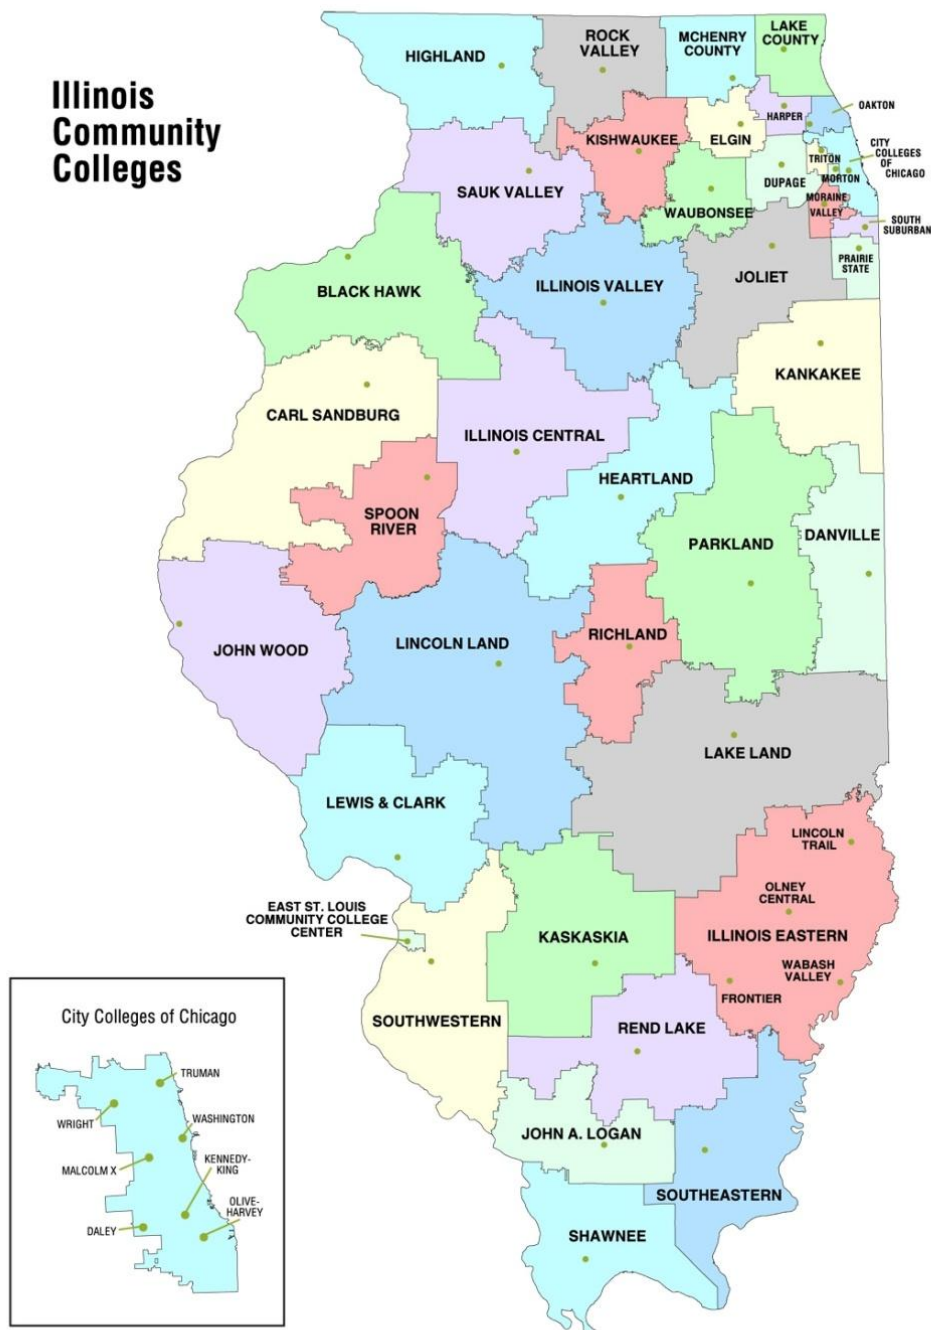 Illinois
Community
Colleges
HIGHLAND
ROCK
VALLEY
MCHENRY
COUNTY
LAKE
COUNTY
OAKTON
HARPER
KISHWAUKEE
ELGIN
CITY
COLLEGES
OF
CHICAGO
TRITON
MORTON
DUPAGE
SAUK VALLEY
WAUBONSEE
MORAINE
VALLEY
SOUTH
SUBURBAN
PRAIRIE
STATE
BLACK HAWK
ILLINOIS VALLEY
JOLIET
KANKAKEE
CARL SANDBURG
ILLINOIS CENTRAL
HEARTLAND
SPOON
RIVER
PARKLAND
DANVILLE
JOHN WOOD
LINCOLN LAND
RICHLAND
LAKE LAND
LEWIS & CLARK
LINCOLN
TRAIL
OLNEY
CENTRAL
EAST ST. LOUIS
COMMUNITY COLLEGE
CENTER
KASKASKIA
ILLINOIS EASTERN
WABASH
VALLEY
FRONTIER
SOUTHWESTERN
REND LAKE
JOHN A. LOGAN
SOUTHEASTERN
SHAWNEE
City Colleges of Chicago
TRUMAN
WRIGHT
WASHINGTON
MALCOLM X
KENNEDY-
KING
OLIVE-
HARVEY
DALEY